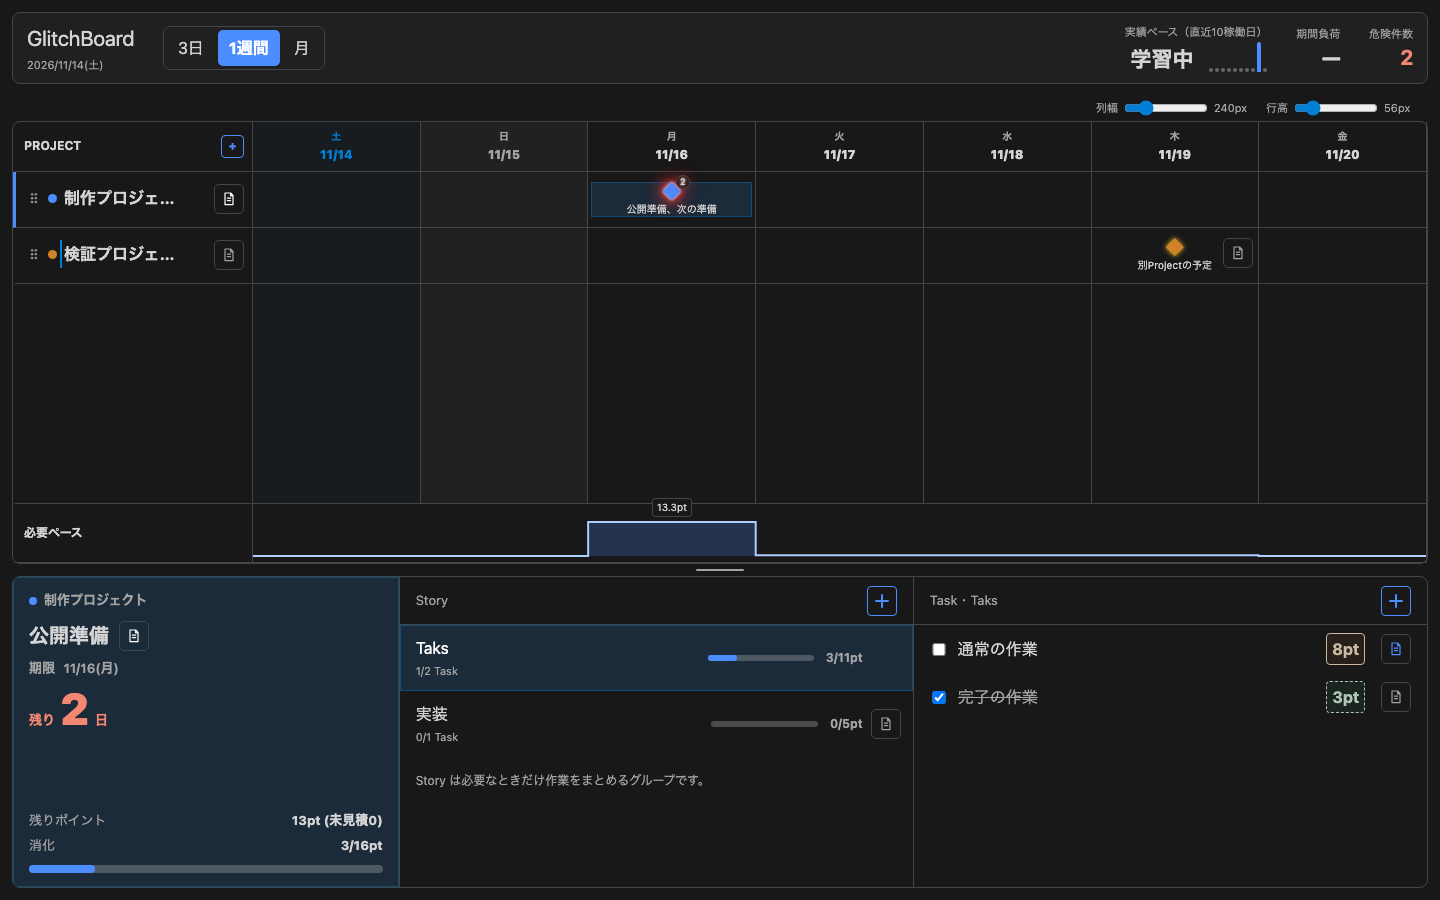 GlitchBoard
2026/11/14(土)
3日 1週間 月
実績ペース（直近10稼働日）
学習中
期間負荷
—
危険件数
2
列幅 240px 行高 56px
PROJECT +
土 11/14
日 11/15
月 11/16
火 11/17
水 11/18
木 11/19
金 11/20
制作プロジェ...
2
公開準備、次の準備
検証プロジェ...
別Projectの予定
必要ペース
13.3pt
制作プロジェクト
公開準備
期限 11/16(月)
残り 2 日
残りポイント 13pt (未見積0)
消化 3/16pt
Story +
Taks
1/2 Task
3/11pt
実装
0/1 Task
0/5pt
Story は必要なときだけ作業をまとめるグループです。
Task・Taks +
通常の作業 8pt
完了の作業 3pt